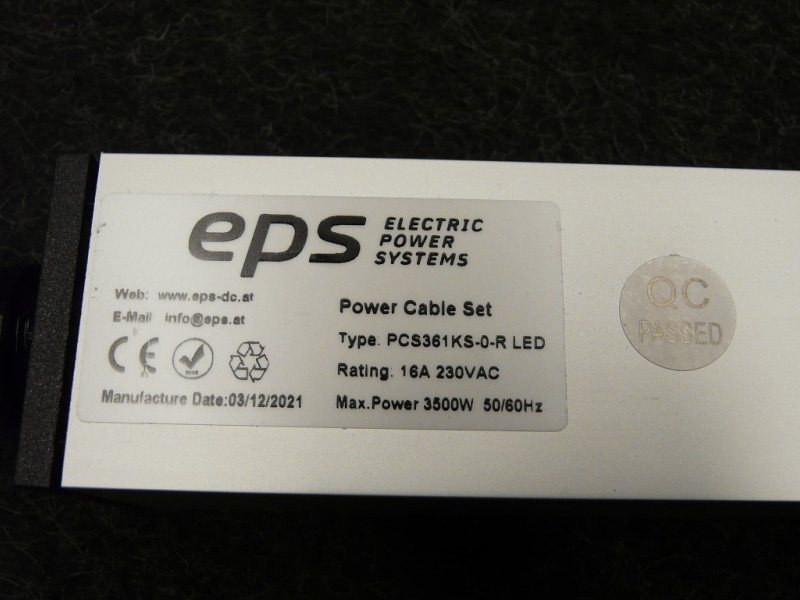 eps ELECTRIC
POWER
SYSTEMS
Web: www.eps-dc.at
E-Mail info@eps.at
CE
Manufacture Date:03/12/2021
Power Cable Set
Type: PCS361KS-0-R LED
Rating: 16A 230VAC
Max.Power 3500W 50/60Hz
QC
PASSED